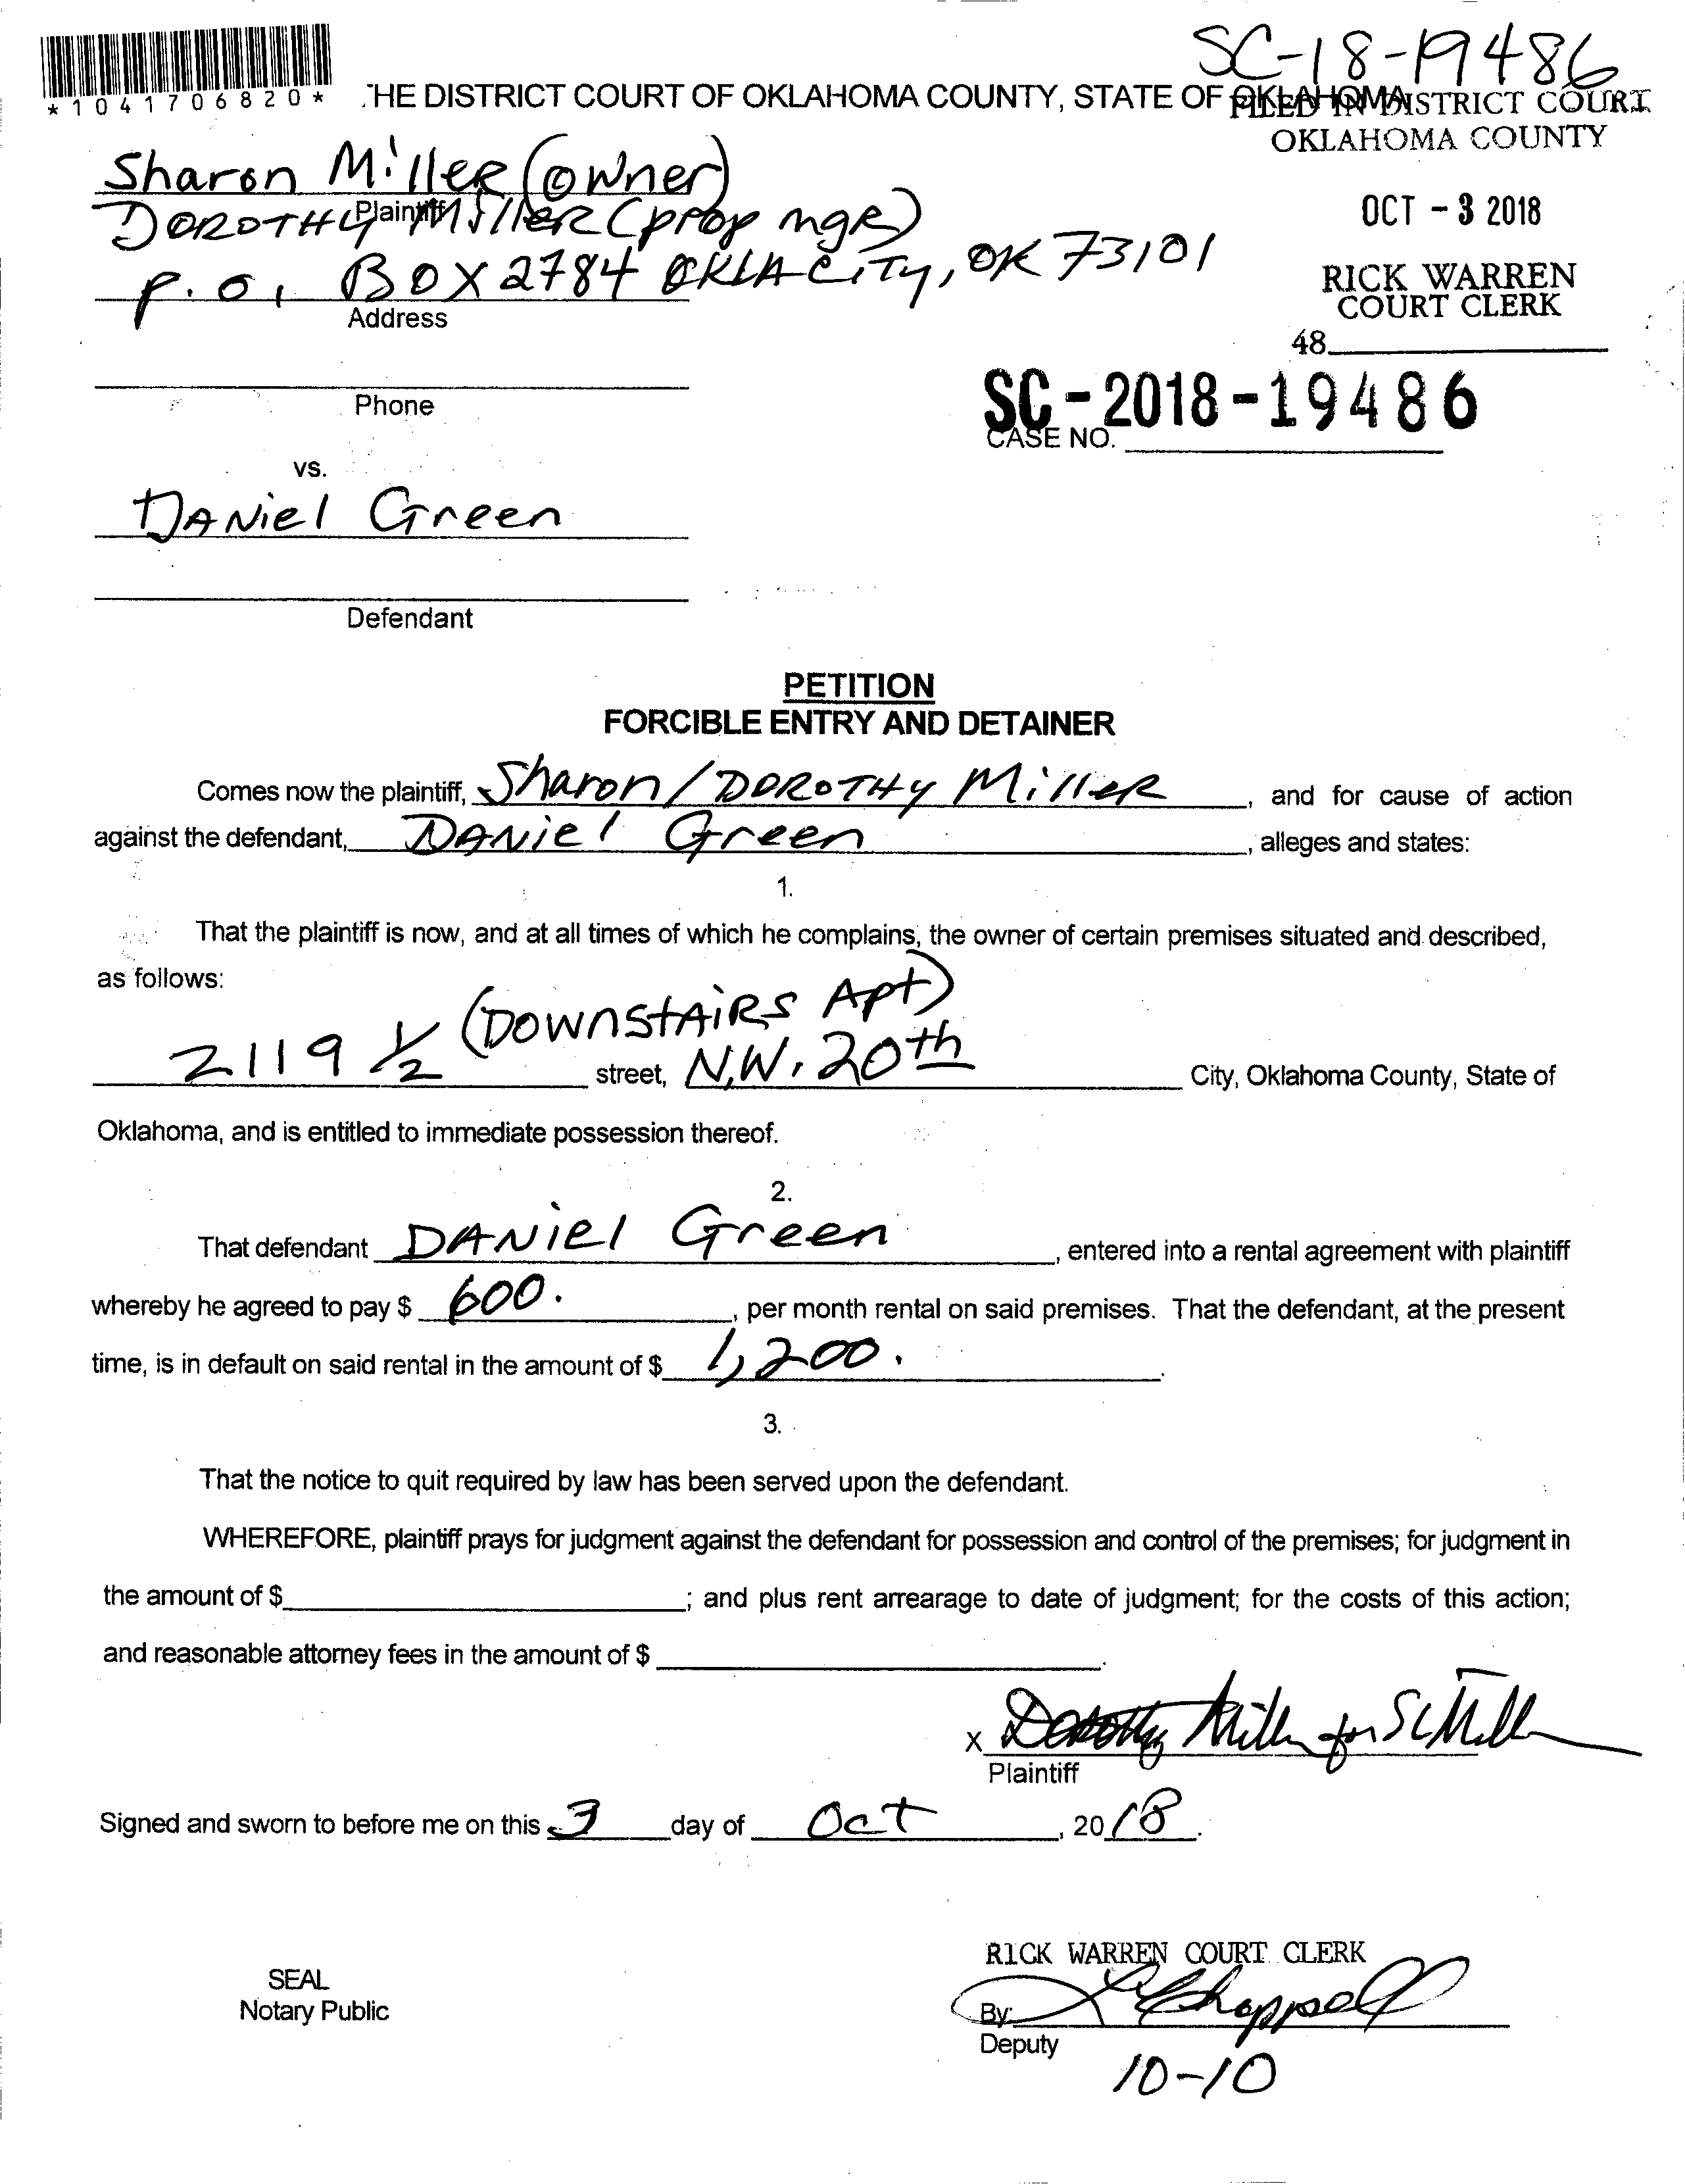 SC-18-19486
*1041706820*
THE DISTRICT COURT OF OKLAHOMA COUNTY, STATE OF OKLAHOMA
FILED IN DISTRICT COURT
OKLAHOMA COUNTY
Sharon Miller (owner)
Plaintiff
DOROTHY Miller (prop mgR)
OCT - 3 2018
P.O. BOX 2784 OKLA CiTy, OK 73101
Address
RICK WARREN
COURT CLERK
48
Phone
SC-2018-19486
CASE NO.
vs.
DANiel Green
Defendant
PETITION
FORCIBLE ENTRY AND DETAINER
Comes now the plaintiff, Sharon/DOROTHY MillER, and for cause of action
against the defendant, DANiel Green, alleges and states:
1.
That the plaintiff is now, and at all times of which he complains, the owner of certain premises situated and described,
as follows:
(DOWnstAiRS Apt)
2119 ½ street, N.W. 20th City, Oklahoma County, State of
Oklahoma, and is entitled to immediate possession thereof.
2.
That defendant DANiEl Green, entered into a rental agreement with plaintiff
whereby he agreed to pay $ 600., per month rental on said premises. That the defendant, at the present
time, is in default on said rental in the amount of $ 1,200..
3.
That the notice to quit required by law has been served upon the defendant.
WHEREFORE, plaintiff prays for judgment against the defendant for possession and control of the premises; for judgment in
the amount of $ ; and plus rent arrearage to date of judgment; for the costs of this action;
and reasonable attorney fees in the amount of $ .
X Dorothy Miller for S Miller
Plaintiff
Signed and sworn to before me on this 3 day of Oct, 2018.
RICK WARREN COURT CLERK
SEAL
Notary Public
By: Chappell
Deputy
10-10